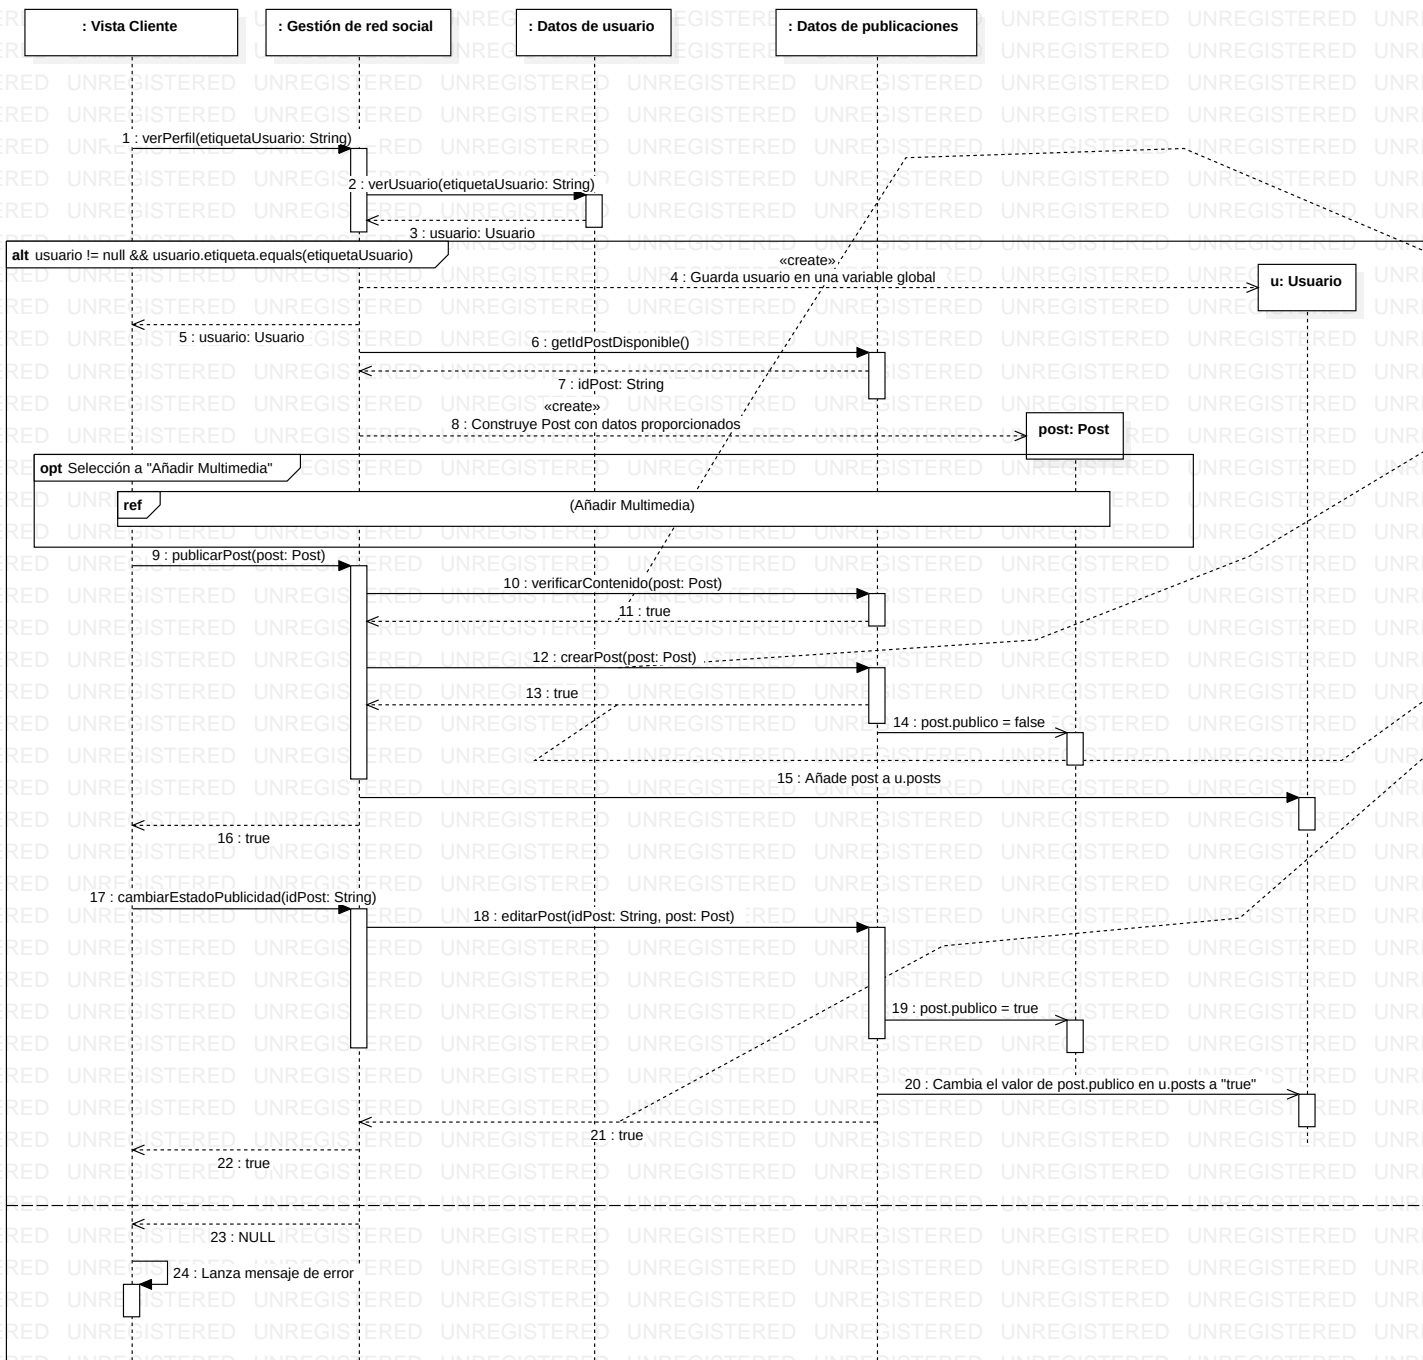 : Vista Cliente
: Gestión de red social
: Datos de usuario
: Datos de publicaciones
1 : verPerfil(etiquetaUsuario: String)
2 : verUsuario(etiquetaUsuario: String)
3 : usuario: Usuario
alt usuario != null && usuario.etiqueta.equals(etiquetaUsuario)
«create»
4 : Guarda usuario en una variable global
u: Usuario
5 : usuario: Usuario
6 : getIdPostDisponible()
7 : idPost: String
«create»
8 : Construye Post con datos proporcionados
post: Post
opt Selección a "Añadir Multimedia"
ref
(Añadir Multimedia)
9 : publicarPost(post: Post)
10 : verificarContenido(post: Post)
11 : true
12 : crearPost(post: Post)
13 : true
14 : post.publico = false
15 : Añade post a u.posts
16 : true
17 : cambiarEstadoPublicidad(idPost: String)
18 : editarPost(idPost: String, post: Post)
19 : post.publico = true
20 : Cambia el valor de post.publico en u.posts a "true"
21 : true
22 : true
23 : NULL
24 : Lanza mensaje de error
UNREGISTERED